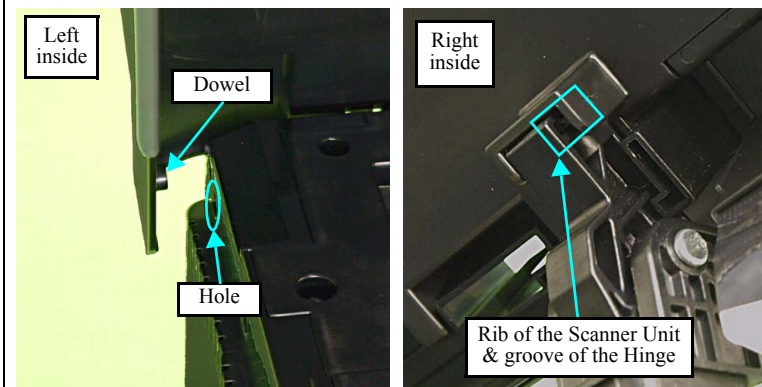 Left
inside
Dowel
Hole
Right
inside
Rib of the Scanner Unit
& groove of the Hinge